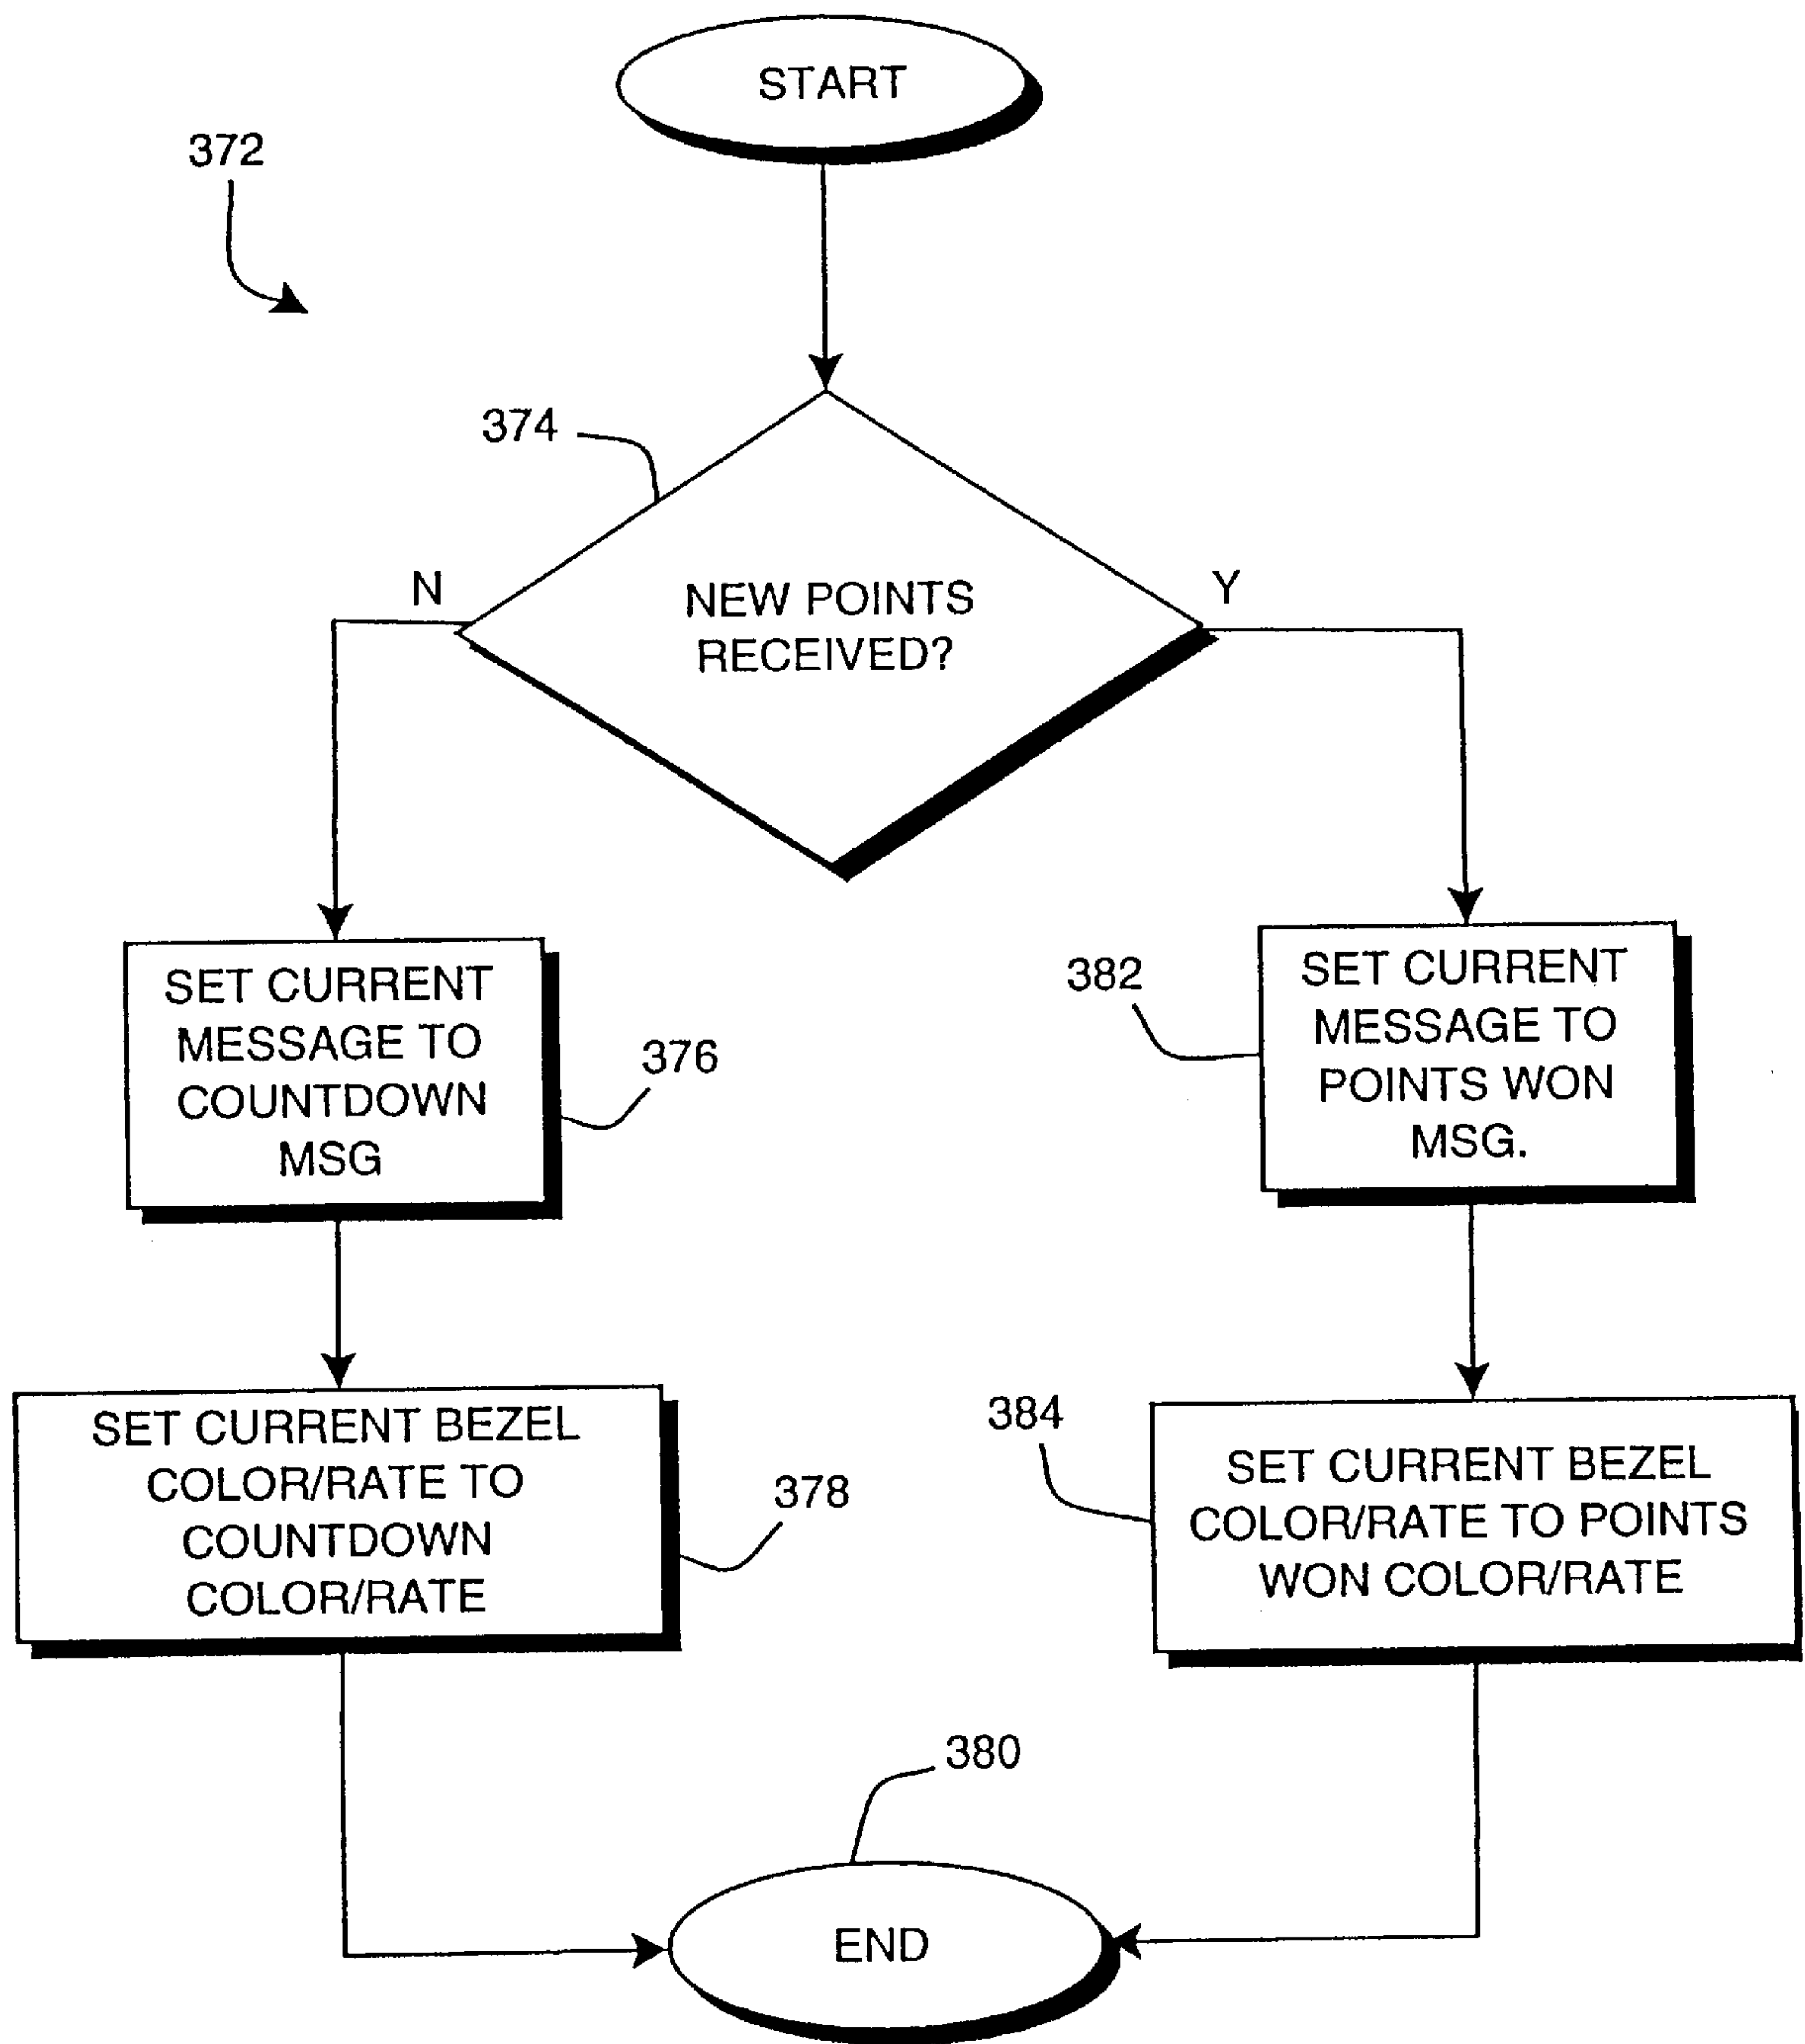 START
372
374
N
Y
NEW POINTS
RECEIVED?
SET CURRENT
MESSAGE TO
COUNTDOWN
MSG
376
382
SET CURRENT
MESSAGE TO
POINTS WON
MSG.
SET CURRENT BEZEL
COLOR/RATE TO
COUNTDOWN
COLOR/RATE
378
384
SET CURRENT BEZEL
COLOR/RATE TO POINTS
WON COLOR/RATE
380
END